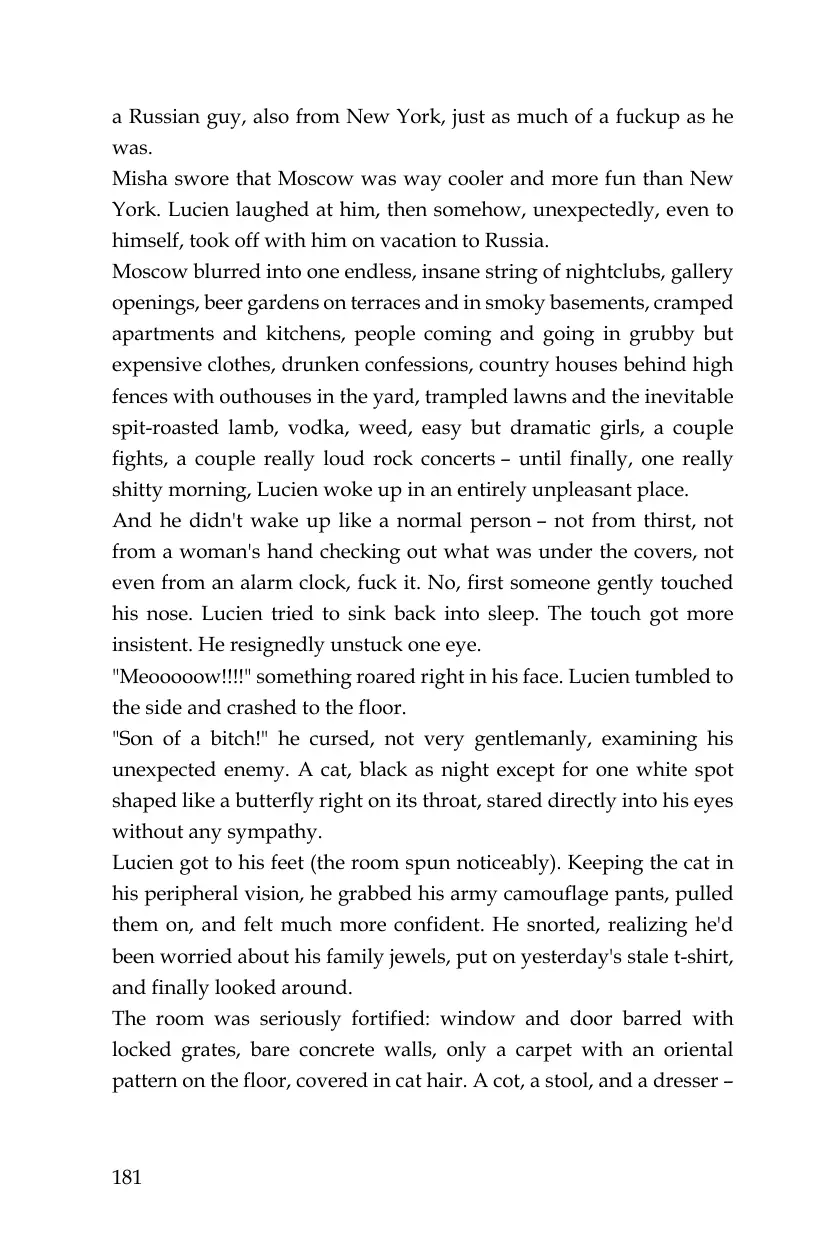 a Russian guy, also from New York, just as much of a fuckup as he
was.
Misha swore that Moscow was way cooler and more fun than New
York. Lucien laughed at him, then somehow, unexpectedly, even to
himself, took off with him on vacation to Russia.
Moscow blurred into one endless, insane string of nightclubs, gallery
openings, beer gardens on terraces and in smoky basements, cramped
apartments and kitchens, people coming and going in grubby but
expensive clothes, drunken confessions, country houses behind high
fences with outhouses in the yard, trampled lawns and the inevitable
spit-roasted lamb, vodka, weed, easy but dramatic girls, a couple
fights, a couple really loud rock concerts – until finally, one really
shitty morning, Lucien woke up in an entirely unpleasant place.
And he didn't wake up like a normal person – not from thirst, not
from a woman's hand checking out what was under the covers, not
even from an alarm clock, fuck it. No, first someone gently touched
his nose. Lucien tried to sink back into sleep. The touch got more
insistent. He resignedly unstuck one eye.
"Meooooow!!!!" something roared right in his face. Lucien tumbled to
the side and crashed to the floor.
"Son of a bitch!" he cursed, not very gentlemanly, examining his
unexpected enemy. A cat, black as night except for one white spot
shaped like a butterfly right on its throat, stared directly into his eyes
without any sympathy.
Lucien got to his feet (the room spun noticeably). Keeping the cat in
his peripheral vision, he grabbed his army camouflage pants, pulled
them on, and felt much more confident. He snorted, realizing he'd
been worried about his family jewels, put on yesterday's stale t-shirt,
and finally looked around.
The room was seriously fortified: window and door barred with
locked grates, bare concrete walls, only a carpet with an oriental
pattern on the floor, covered in cat hair. A cot, a stool, and a dresser –
181